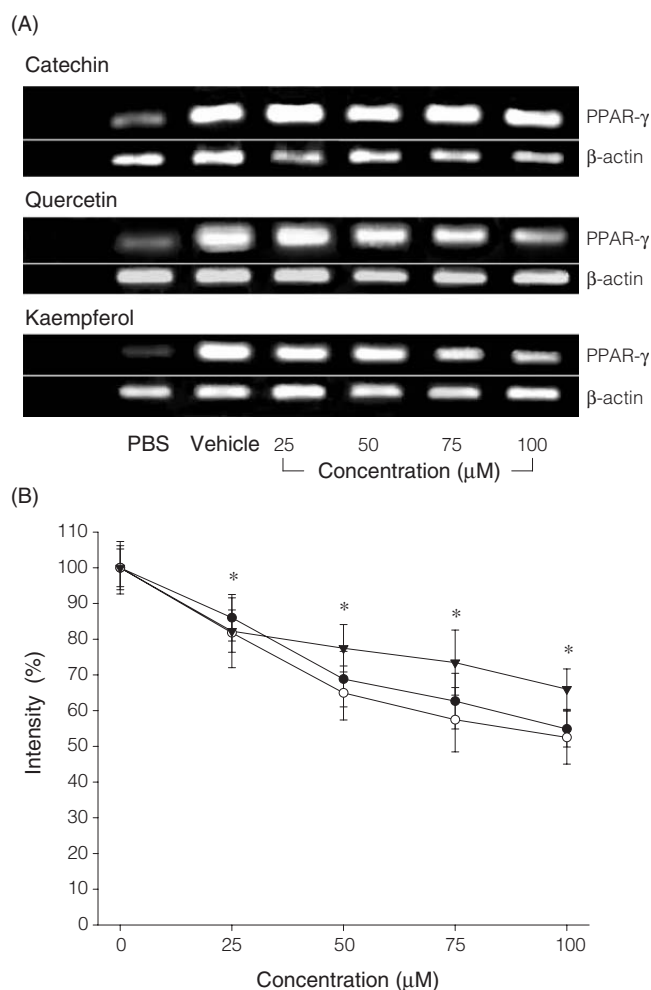 (A)
Catechin
PPAR-γ
β-actin
Quercetin
PPAR-γ
β-actin
Kaempferol
PPAR-γ
β-actin
PBS Vehicle 25 50 75 100
Concentration (μM)
(B)
110
100
90
80
70
60
50
40
30
20
10
0
Intensity (%)
* * * *
0 25 50 75 100
Concentration (μM)